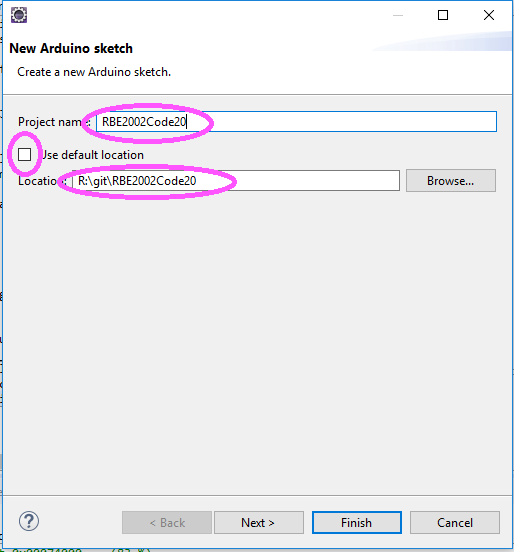 New Arduino sketch
Create a new Arduino sketch.
Project name: RBE2002Code20
Use default location
Location: R:\git\RBE2002Code20 Browse...
< Back Next > Finish Cancel